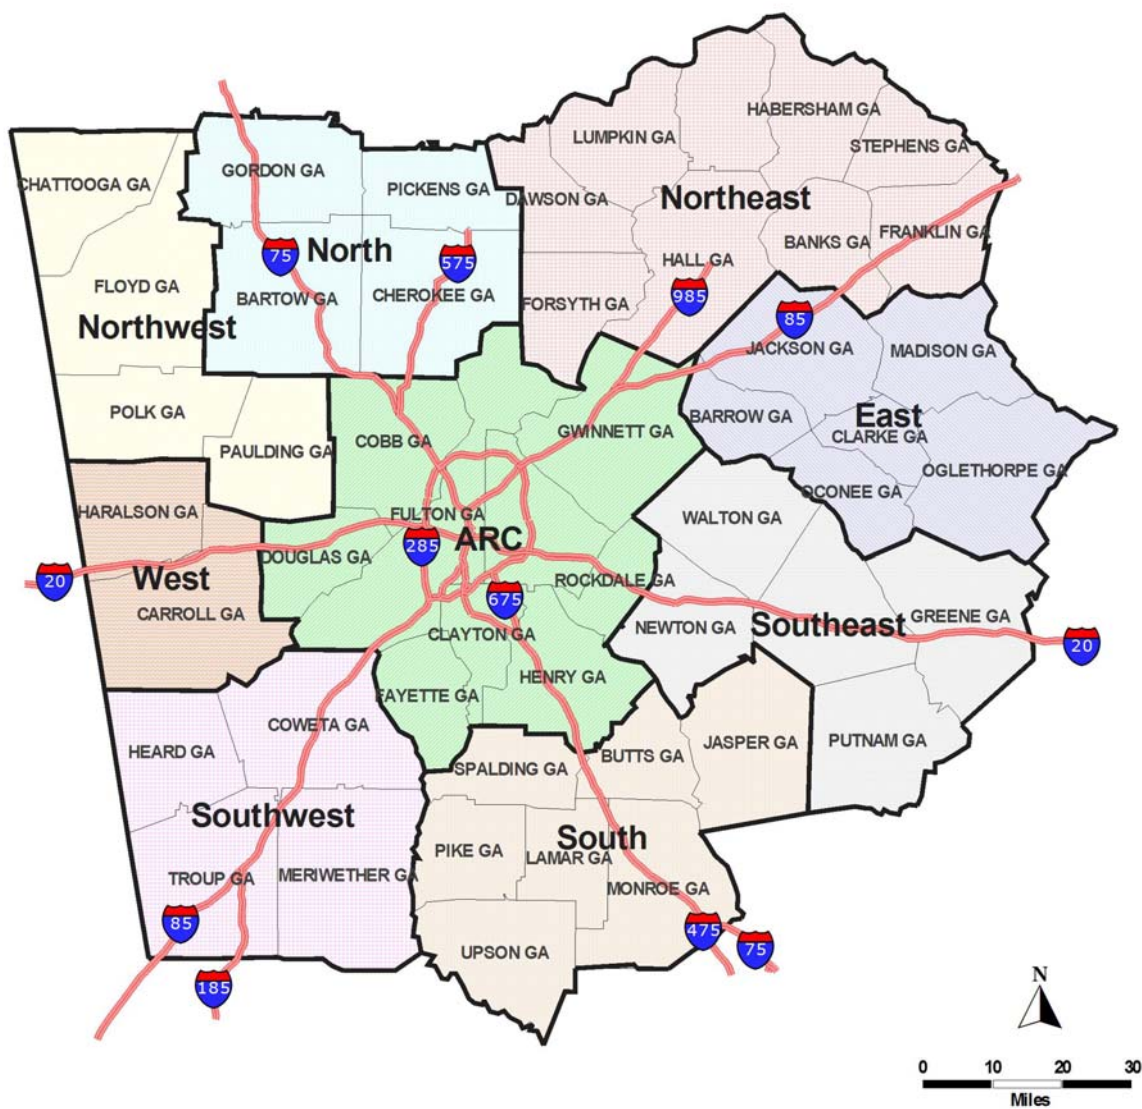 HABERSHAM GA
LUMPKIN GA
STEPHENS GA
GORDON GA
CHATTOOGA GA
PICKENS GA
DAWSON GA
Northeast
FRANKLIN GA
BANKS GA
North
75
575
HALL GA
FLOYD GA
BARTOW GA
CHEROKEE GA
FORSYTH GA
985
85
Northwest
JACKSON GA
MADISON GA
POLK GA
BARROW GA
East
COBB GA
GWINNETT GA
CLARKE GA
PAULDING GA
OGLETHORPE GA
OCONEE GA
HARALSON GA
FULTON GA
WALTON GA
285
ARC
DOUGLAS GA
20
West
ROCKDALE GA
675
CARROLL GA
CLAYTON GA
NEWTON GA
Southeast
GREENE GA
20
FAYETTE GA
HENRY GA
COWETA GA
HEARD GA
JASPER GA
PUTNAM GA
BUTTS GA
SPALDING GA
Southwest
South
PIKE GA
LAMAR GA
TROUP GA
MERIWETHER GA
MONROE GA
85
475
75
UPSON GA
185
N
0 10 20 30
Miles